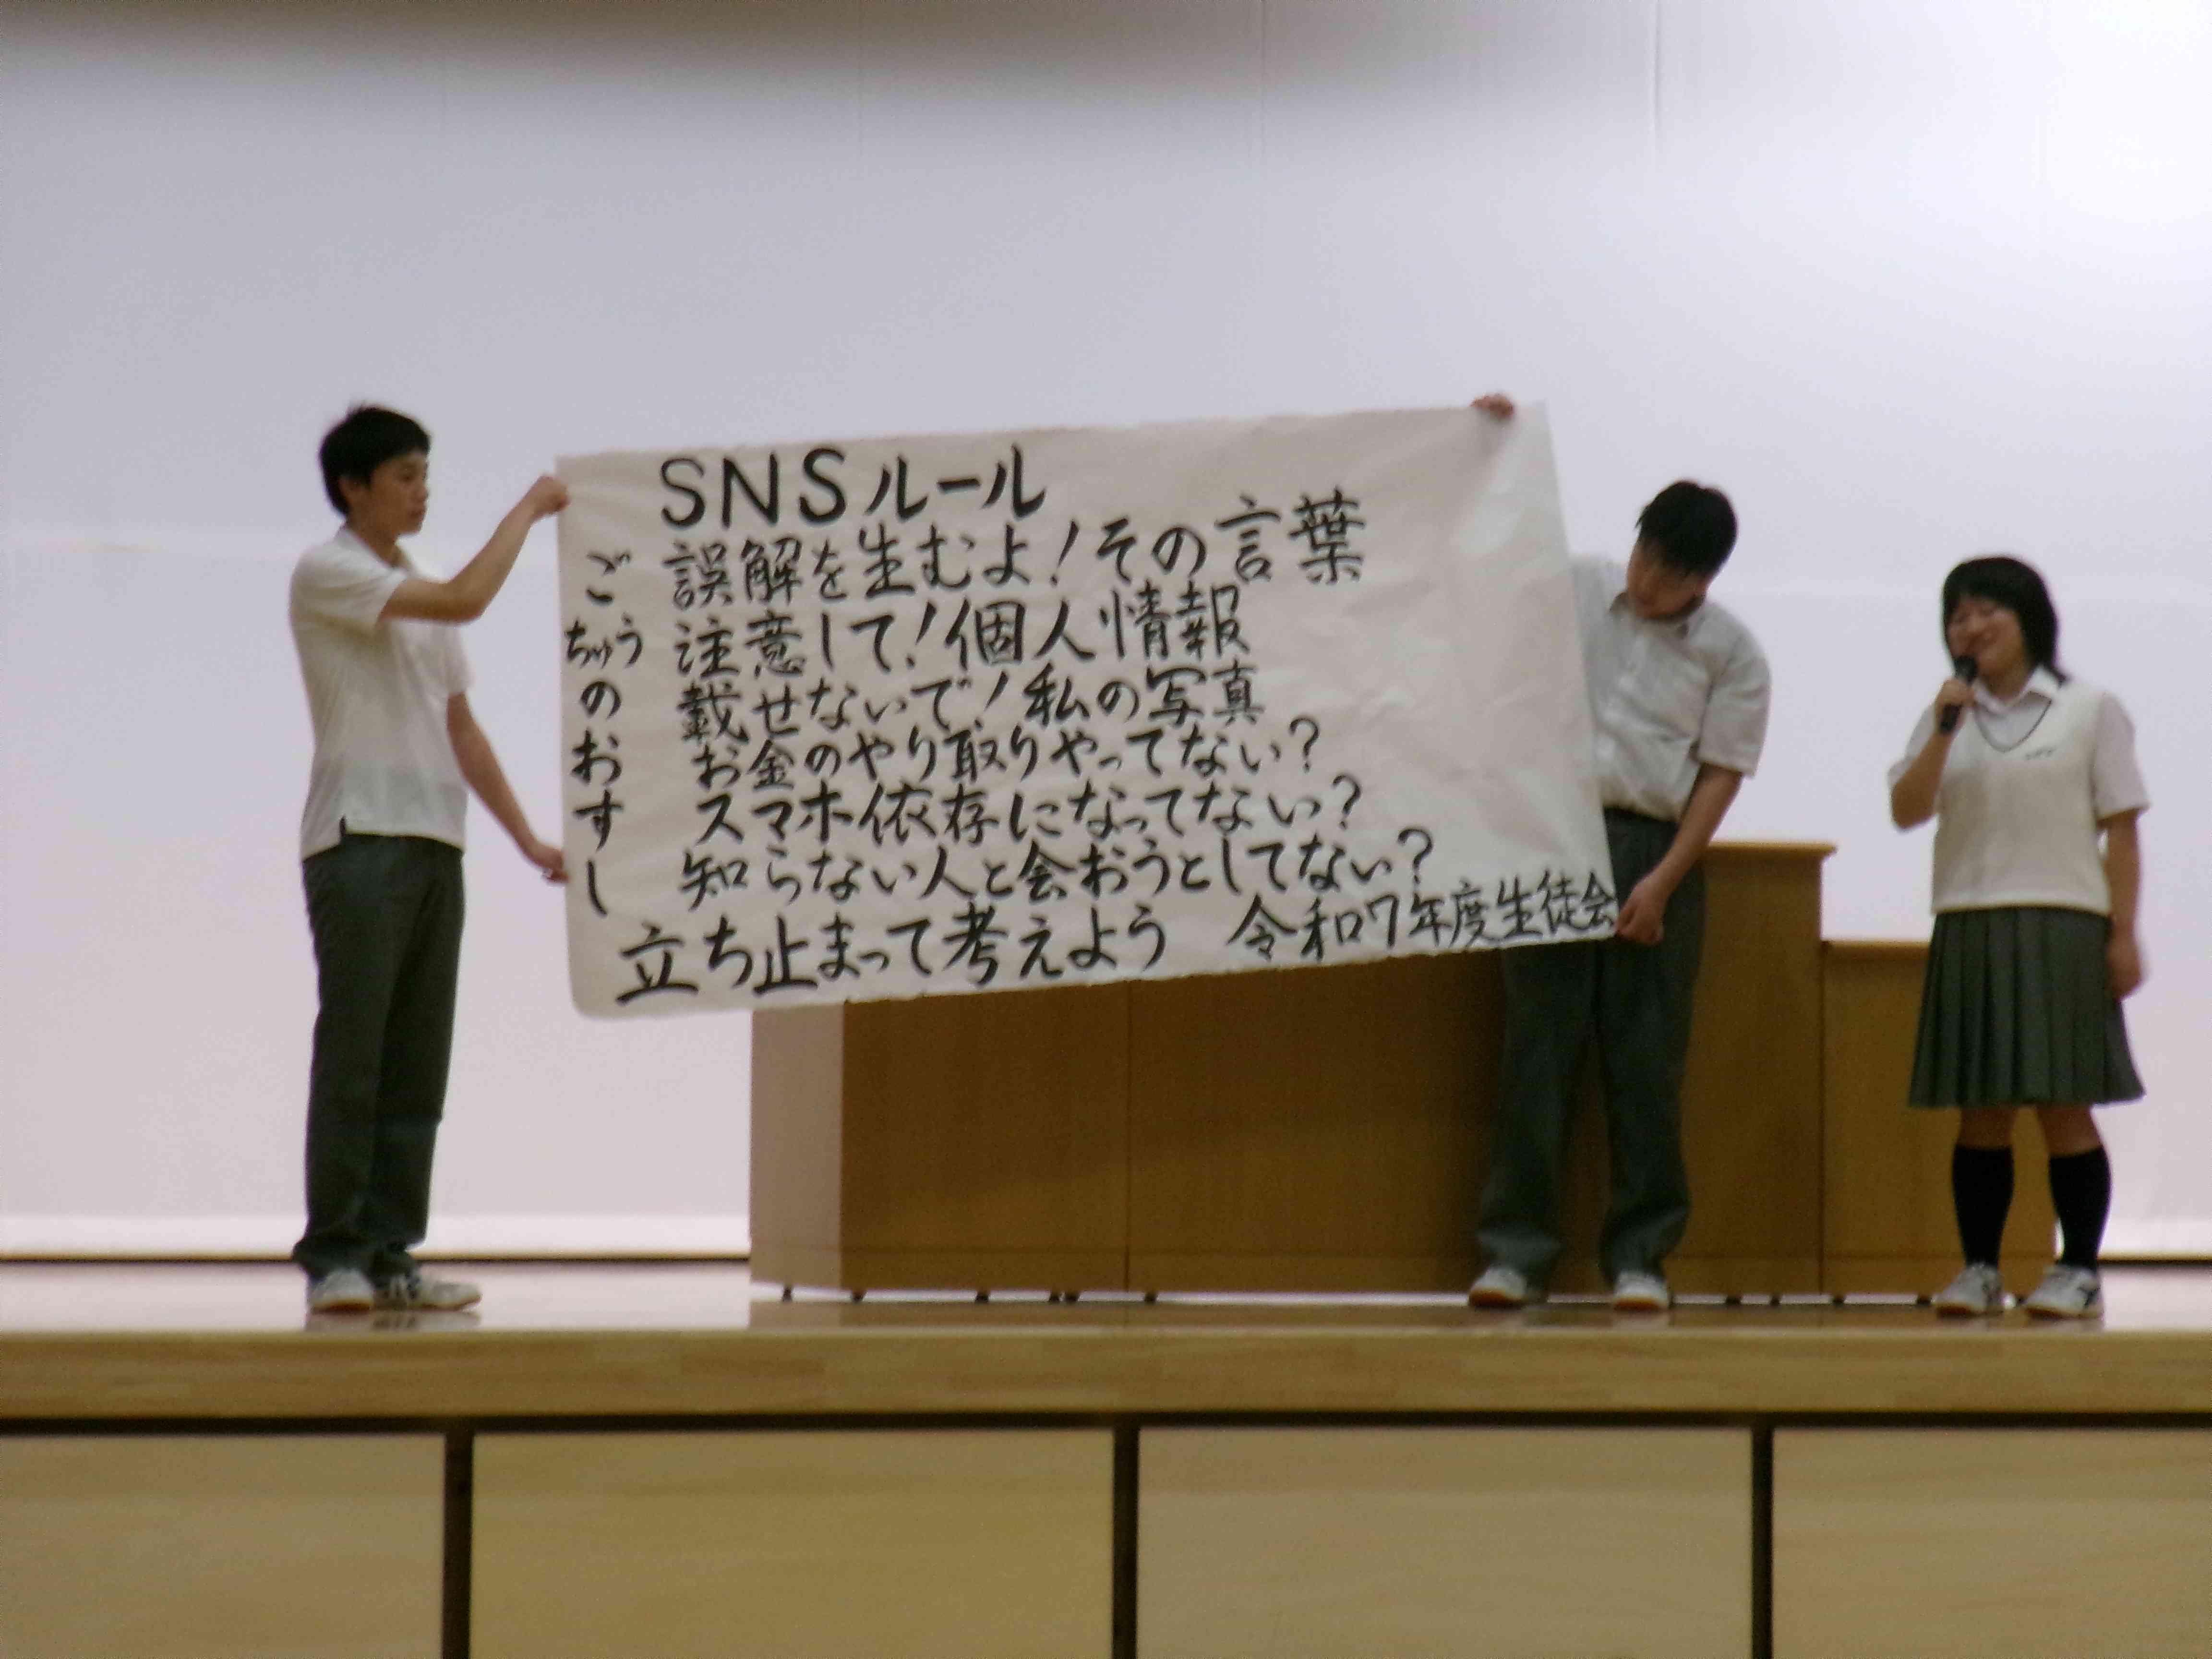 SNSルール
ご 誤解を生むよ!その言葉
ちゅう 注意して!個人情報
の 載せないで!私の写真
お お金のやり取りやってない?
す スマホ依存になってない?
し 知らない人と会おうとしてない?
立ち止まって考えよう 令和7年度生徒会